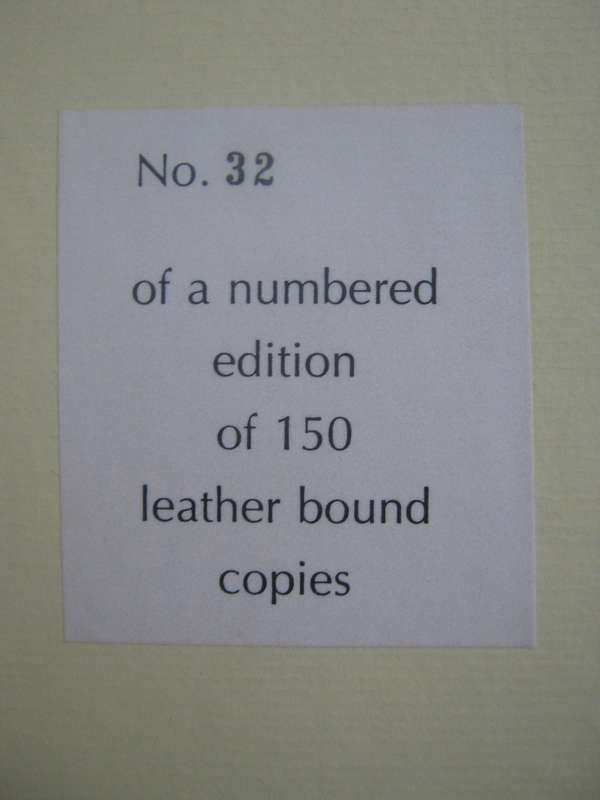 No. 32
of a numbered
edition
of 150
leather bound
copies